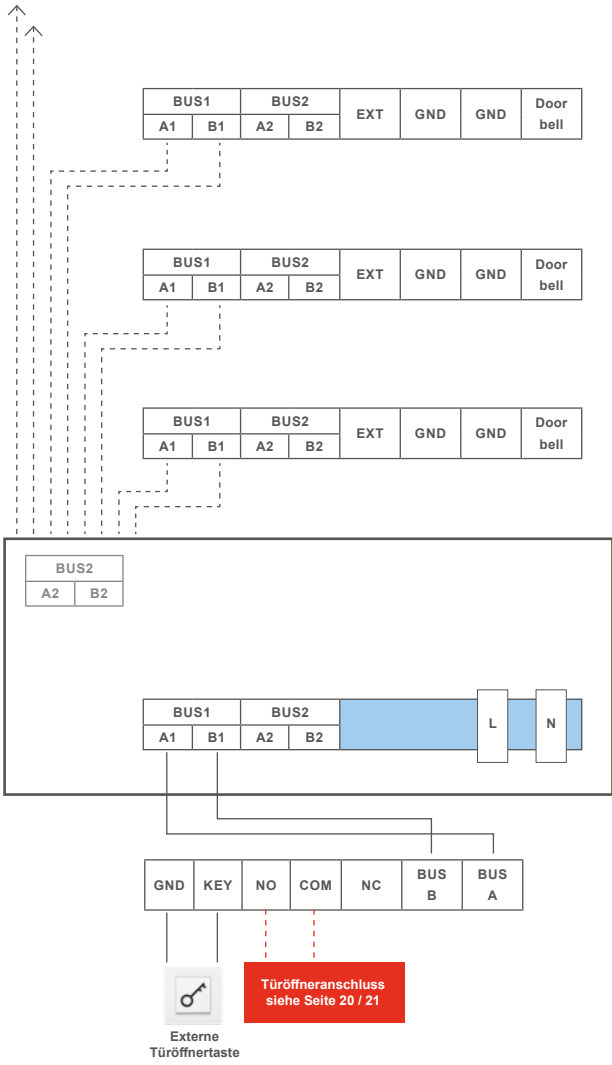 BUS1 BUS2 EXT GND GND Door bell
A1 B1 A2 B2
BUS1 BUS2 EXT GND GND Door bell
A1 B1 A2 B2
BUS1 BUS2 EXT GND GND Door bell
A1 B1 A2 B2
BUS2
A2 B2
BUS1 BUS2 L N
A1 B1 A2 B2
GND KEY NO COM NC BUS B BUS A
Türöffneranschluss
siehe Seite 20 / 21
Externe
Türöffnertaste